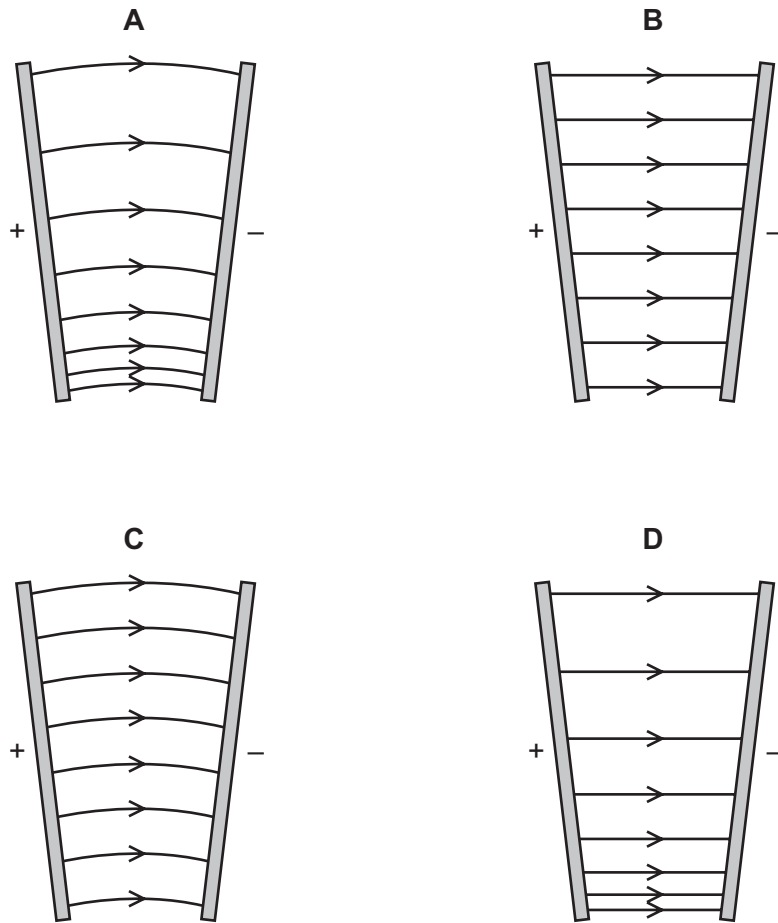 A B
+ – + –
C D
+ – + –